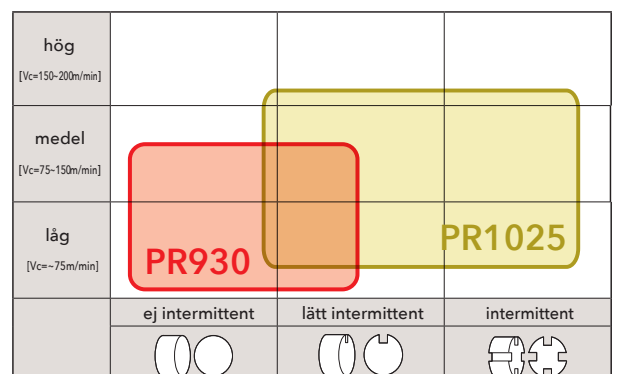 hög
[Vc=150~200m/min]
medel
[Vc=75~150m/min]
låg
[Vc=~75m/min]
PR930
PR1025
ej intermittent
lätt intermittent
intermittent